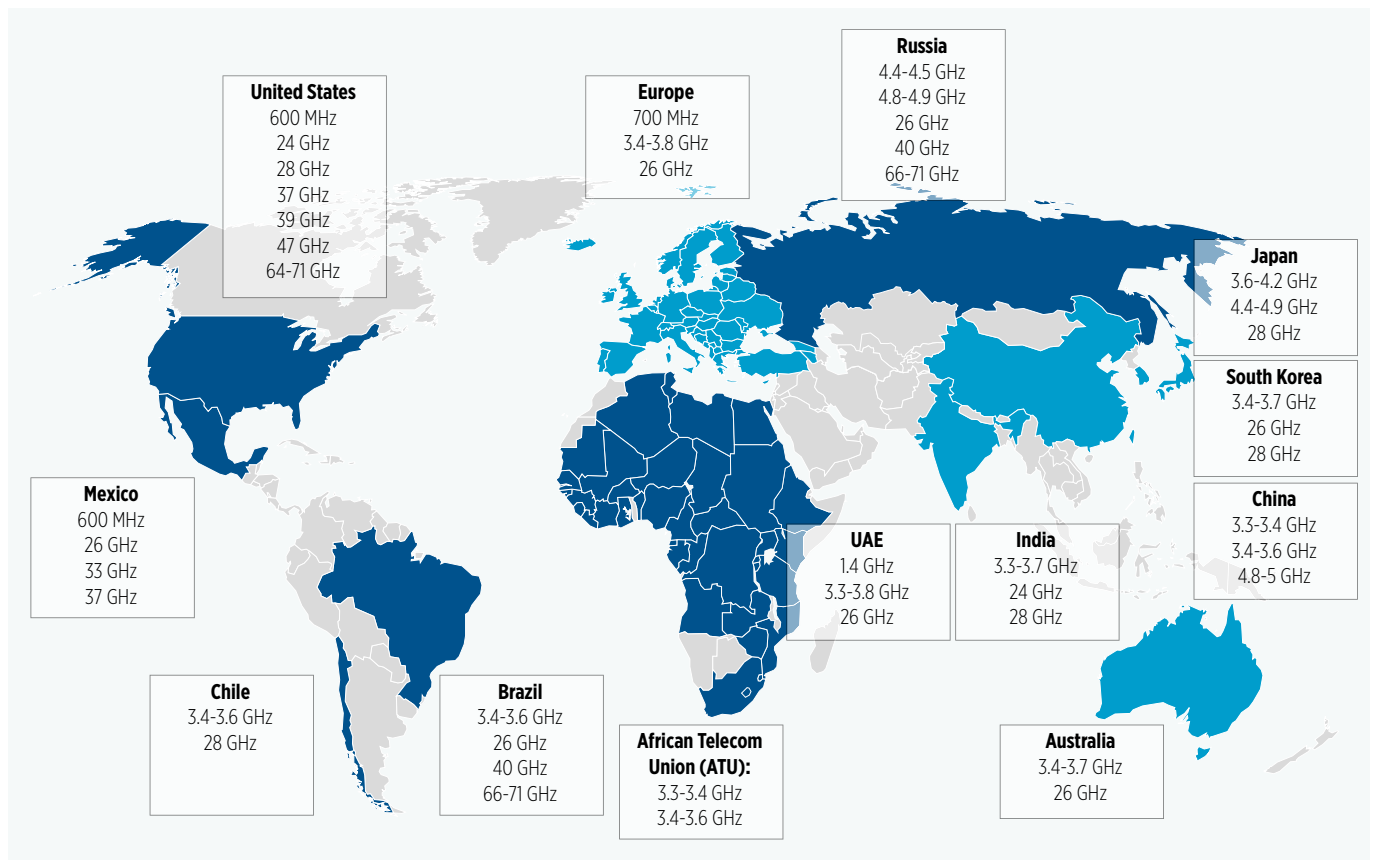 United States
600 MHz
24 GHz
28 GHz
37 GHz
39 GHz
47 GHz
64-71 GHz
Europe
700 MHz
3.4-3.8 GHz
26 GHz
Russia
4.4-4.5 GHz
4.8-4.9 GHz
26 GHz
40 GHz
66-71 GHz
Japan
3.6-4.2 GHz
4.4-4.9 GHz
28 GHz
South Korea
3.4-3.7 GHz
26 GHz
28 GHz
China
3.3-3.4 GHz
3.4-3.6 GHz
4.8-5 GHz
Mexico
600 MHz
26 GHz
33 GHz
37 GHz
UAE
1.4 GHz
3.3-3.8 GHz
26 GHz
India
3.3-3.7 GHz
24 GHz
28 GHz
Chile
3.4-3.6 GHz
28 GHz
Brazil
3.4-3.6 GHz
26 GHz
40 GHz
66-71 GHz
African Telecom
Union (ATU):
3.3-3.4 GHz
3.4-3.6 GHz
Australia
3.4-3.7 GHz
26 GHz